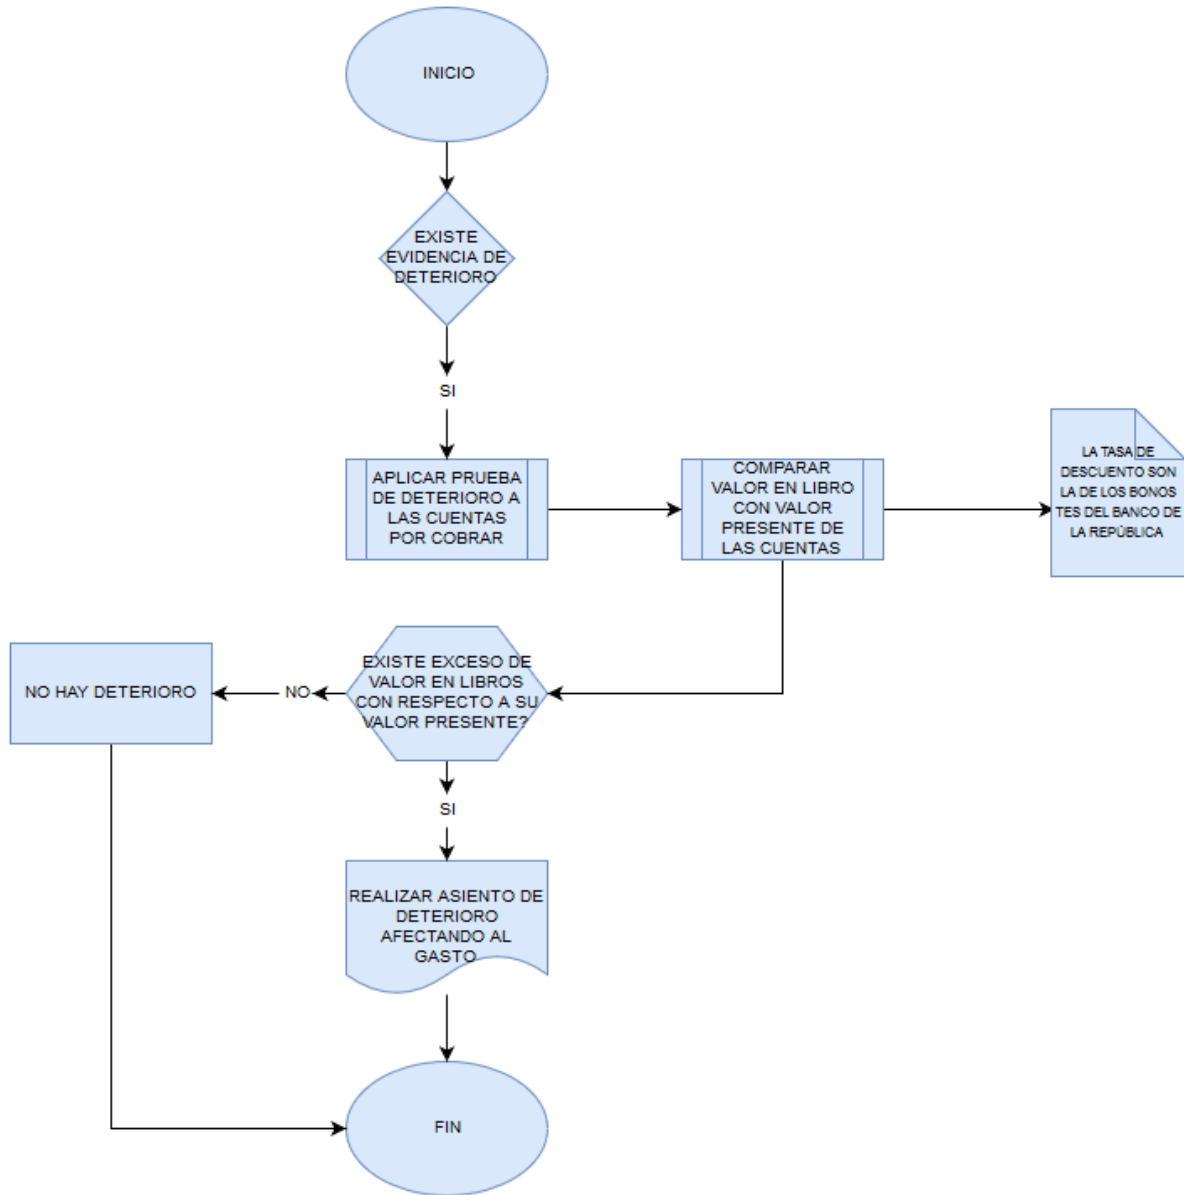 INICIO
EXISTE
EVIDENCIA DE
DETERIORO
SI
APLICAR PRUEBA
DE DETERIORO A
LAS CUENTAS
POR COBRAR
COMPARAR
VALOR EN LIBRO
CON VALOR
PRESENTE DE
LAS CUENTAS
LA TASA DE
DESCUENTO SON
LA DE LOS BONOS
TES DEL BANCO DE
LA REPÚBLICA
EXISTE EXCESO DE
VALOR EN LIBROS
CON RESPECTO A SU
VALOR PRESENTE?
NO
NO HAY DETERIORO
SI
REALIZAR ASIENTO DE
DETERIORO
AFECTANDO AL
GASTO
FIN